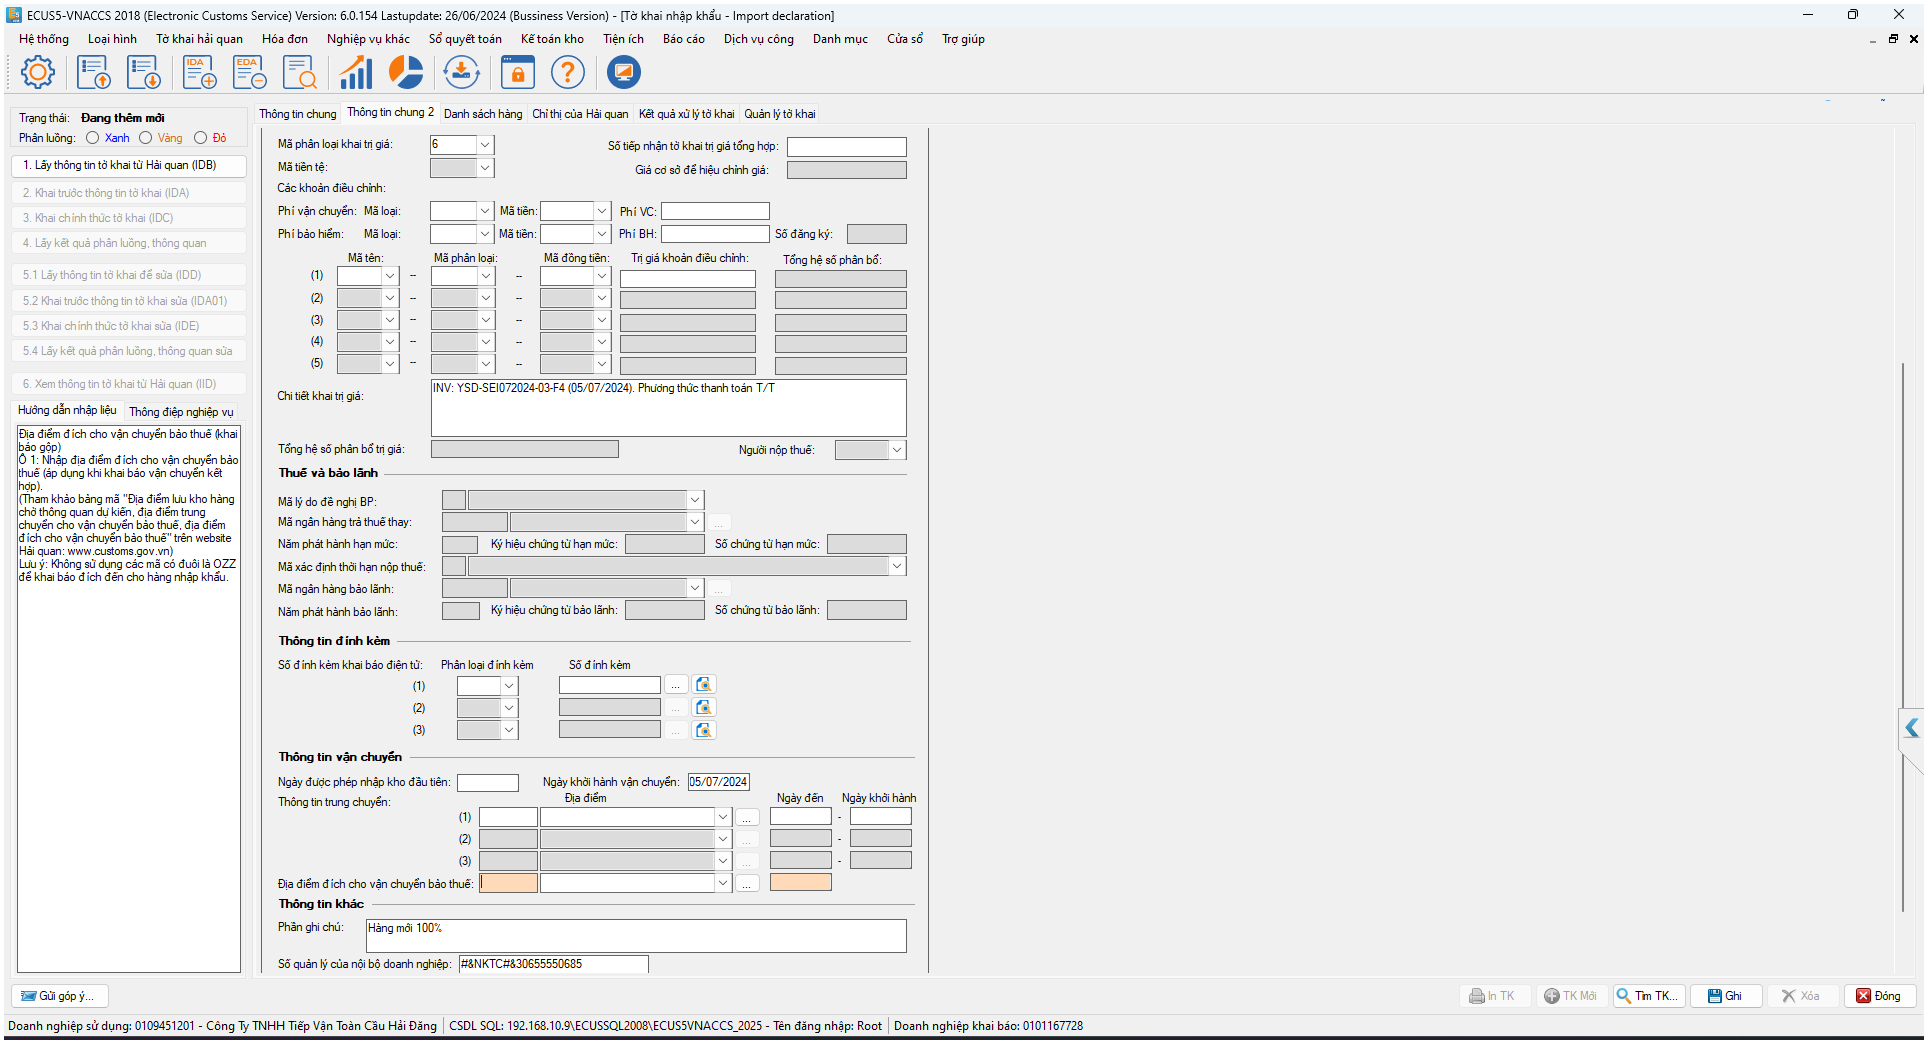 ECUS5-VNACCS 2018 (Electronic Customs Service) Version: 6.0.154 Lastupdate: 26/06/2024 (Bussiness Version) - [Tờ khai nhập khẩu - Import declaration]
Hệ thống Loại hình Tờ khai hải quan Hóa đơn Nghiệp vụ khác Sổ quyết toán Kế toán kho Tiện ích Báo cáo Dịch vụ công Danh mục Cửa sổ Trợ giúp
IDA EDA
Trạng thái: Đang thêm mới
Phân luồng: Xanh Vàng Đỏ
1. Lấy thông tin tờ khai từ Hải quan (IDB)
2. Khai trước thông tin tờ khai (IDA)
3. Khai chính thức tờ khai (IDC)
4. Lấy kết quả phân luồng, thông quan
5.1 Lấy thông tin tờ khai để sửa (IDD)
5.2 Khai trước thông tin tờ khai sửa (IDA01)
5.3 Khai chính thức tờ khai sửa (IDE)
5.4 Lấy kết quả phân luồng, thông quan sửa
6. Xem thông tin tờ khai từ Hải quan (IID)
Hướng dẫn nhập liệu Thông điệp nghiệp vụ
Địa điểm đích cho vận chuyển bảo thuế (khai
báo gộp)
Ô 1: Nhập địa điểm đích cho vận chuyển bảo
thuế (áp dụng khi khai báo vận chuyển kết
hợp).
(Tham khảo bảng mã "Địa điểm lưu kho hàng
chờ thông quan dự kiến, địa điểm trung
chuyển cho vận chuyển bảo thuế, địa điểm
đích cho vận chuyển bảo thuế" trên website
Hải quan: www.customs.gov.vn)
Lưu ý: Không sử dụng các mã có đuôi là OZZ
để khai báo đích đến cho hàng nhập khẩu.
Thông tin chung Thông tin chung 2 Danh sách hàng Chỉ thị của Hải quan Kết quả xử lý tờ khai Quản lý tờ khai
Mã phân loại khai trị giá: 6 Số tiếp nhận tờ khai trị giá tổng hợp:
Mã tiền tệ: Giá cơ sở để hiệu chỉnh giá:
Các khoản điều chỉnh:
Phí vận chuyển: Mã loại: Mã tiền: Phí VC:
Phí bảo hiểm: Mã loại: Mã tiền: Phí BH: Số đăng ký:
Mã tên: Mã phân loại: Mã đồng tiền: Trị giá khoản điều chỉnh: Tổng hệ số phân bổ:
(1) -- --
(2) -- --
(3) -- --
(4) -- --
(5) -- --
Chi tiết khai trị giá: INV: YSD-SEI072024-03-F4 (05/07/2024). Phương thức thanh toán T/T
Tổng hệ số phân bổ trị giá: Người nộp thuế:
Thuế và bảo lãnh
Mã lý do đề nghị BP:
Mã ngân hàng trả thuế thay: ...
Năm phát hành hạn mức: Ký hiệu chứng từ hạn mức: Số chứng từ hạn mức:
Mã xác định thời hạn nộp thuế:
Mã ngân hàng bảo lãnh: ...
Năm phát hành bảo lãnh: Ký hiệu chứng từ bảo lãnh: Số chứng từ bảo lãnh:
Thông tin đính kèm
Số đính kèm khai báo điện tử: Phân loại đính kèm Số đính kèm
(1) ...
(2) ...
(3) ...
Thông tin vận chuyển
Ngày được phép nhập kho đầu tiên: Ngày khởi hành vận chuyển: 05/07/2024
Thông tin trung chuyển: Địa điểm Ngày đến Ngày khởi hành
(1) ... -
(2) ... -
(3) ... -
Địa điểm đích cho vận chuyển bảo thuế: ...
Thông tin khác
Phần ghi chú: Hàng mới 100%
Số quản lý của nội bộ doanh nghiệp: #&NKTC#&30655550685
Gửi góp ý... In TK TK Mới Tìm TK... Ghi Xóa Đóng
Doanh nghiệp sử dụng: 0109451201 - Công Ty TNHH Tiếp Vận Toàn Cầu Hải Đăng CSDL SQL: 192.168.10.9\ECUSSQL2008\ECUS5VNACCS_2025 - Tên đăng nhập: Root Doanh nghiệp khai báo: 0101167728